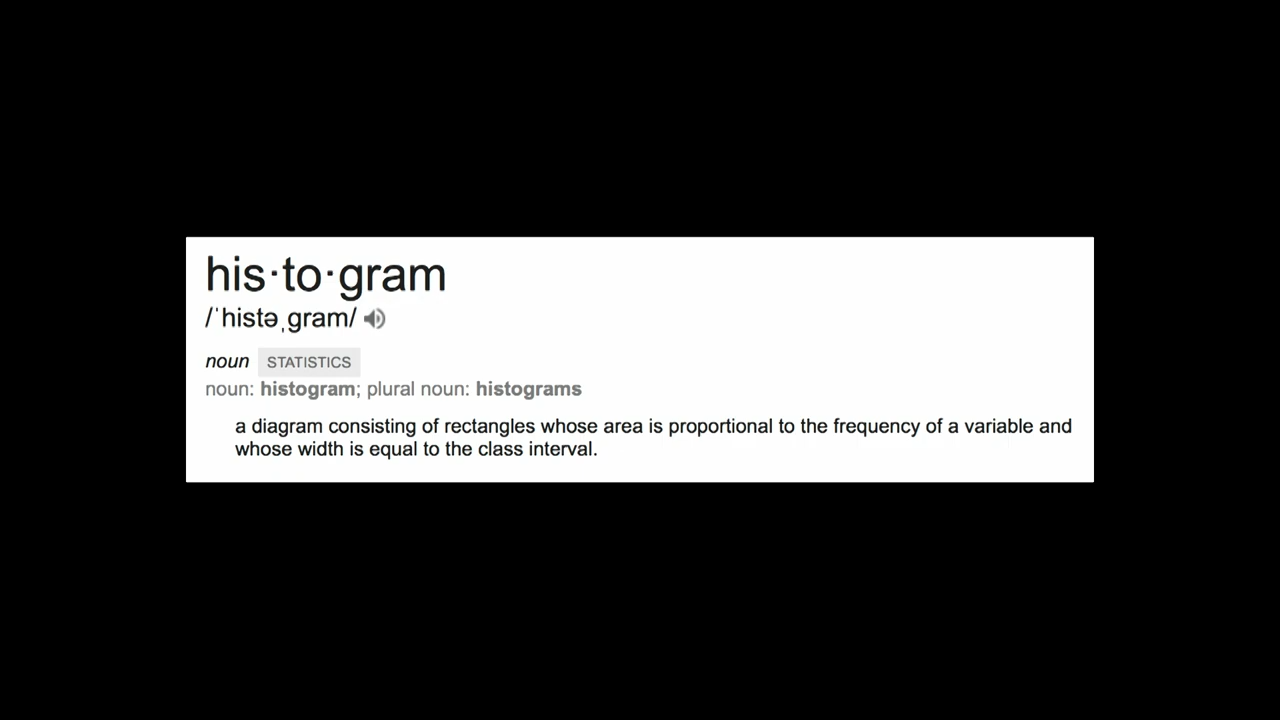 his·to·gram
/ˈhistəˌgram/
noun STATISTICS
noun: histogram; plural noun: histograms
a diagram consisting of rectangles whose area is proportional to the frequency of a variable and
whose width is equal to the class interval.